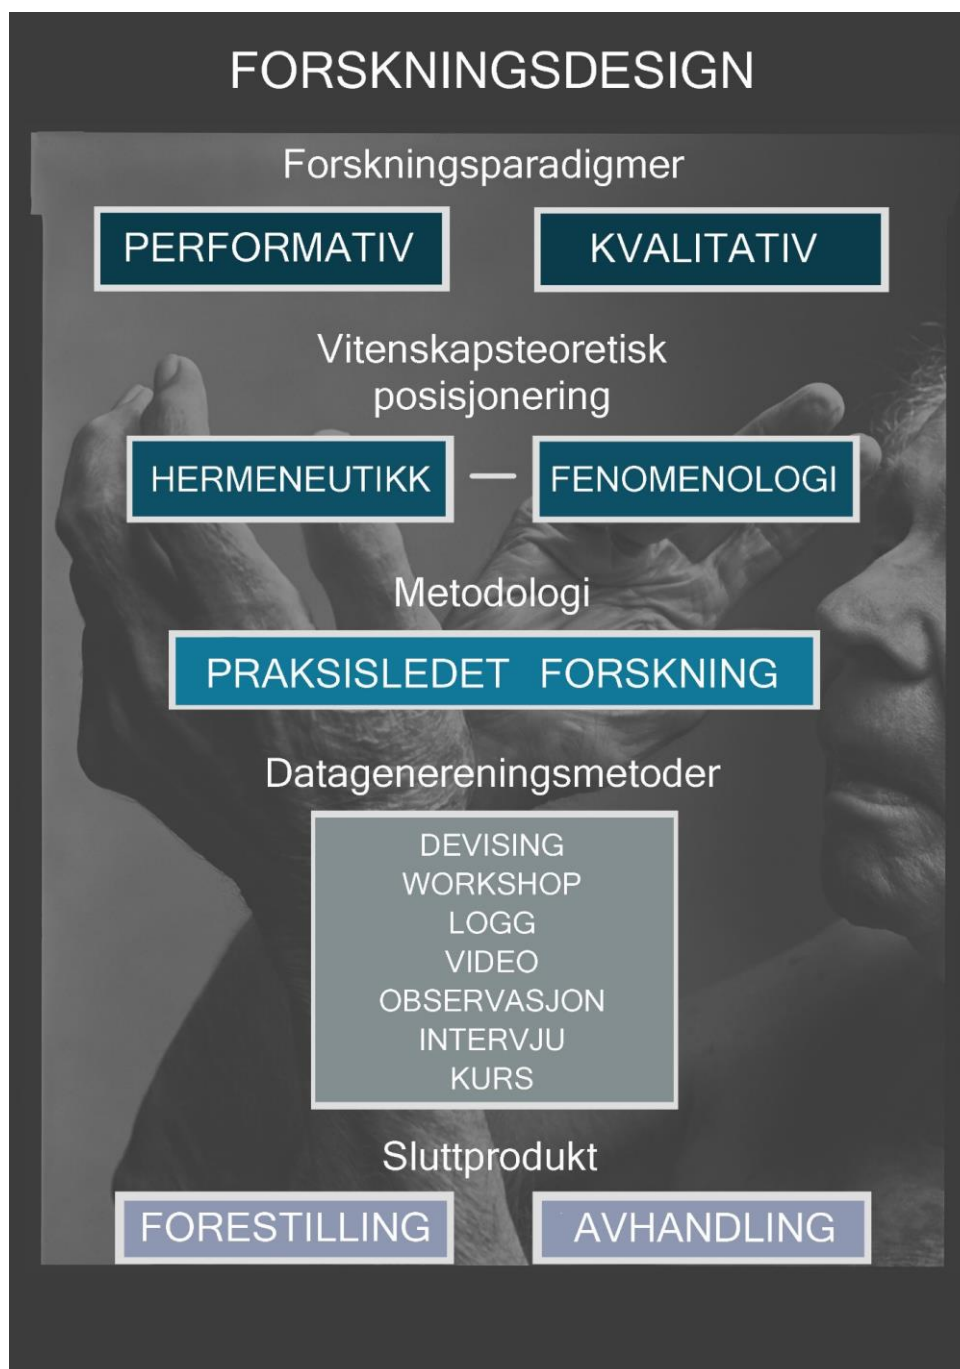 FORSKNINGSDESIGN
Forskningsparadigmer
PERFORMATIV KVALITATIV
Vitenskapsteoretisk
posisjonering
HERMENEUTIKK — FENOMENOLOGI
Metodologi
PRAKSISLEDET FORSKNING
Datagenereningsmetoder
DEVISING
WORKSHOP
LOGG
VIDEO
OBSERVASJON
INTERVJU
KURS
Sluttprodukt
FORESTILLING AVHANDLING